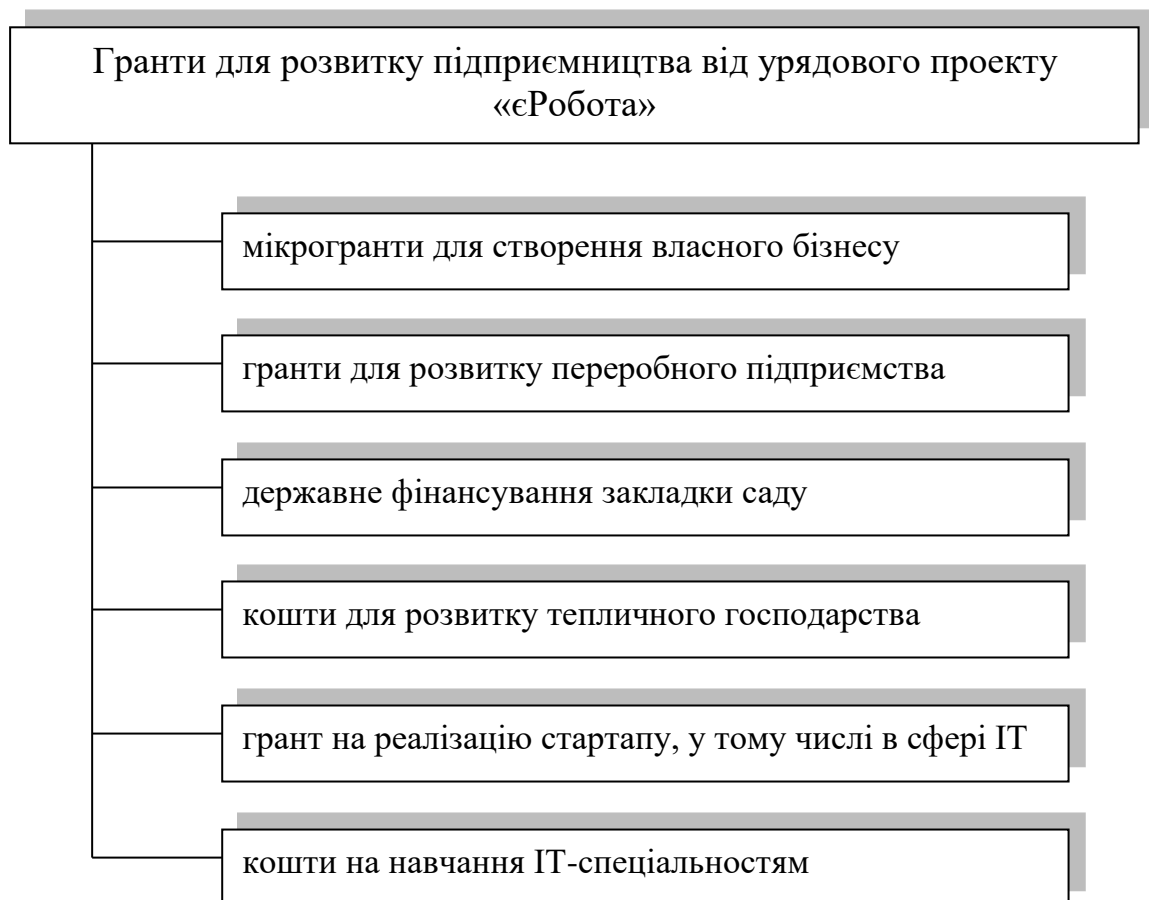 Гранти для розвитку підприємництва від урядового проекту
«єРобота»
мікрогранти для створення власного бізнесу
гранти для розвитку переробного підприємства
державне фінансування закладки саду
кошти для розвитку тепличного господарства
грант на реалізацію стартапу, у тому числі в сфері ІТ
кошти на навчання ІТ-спеціальностям